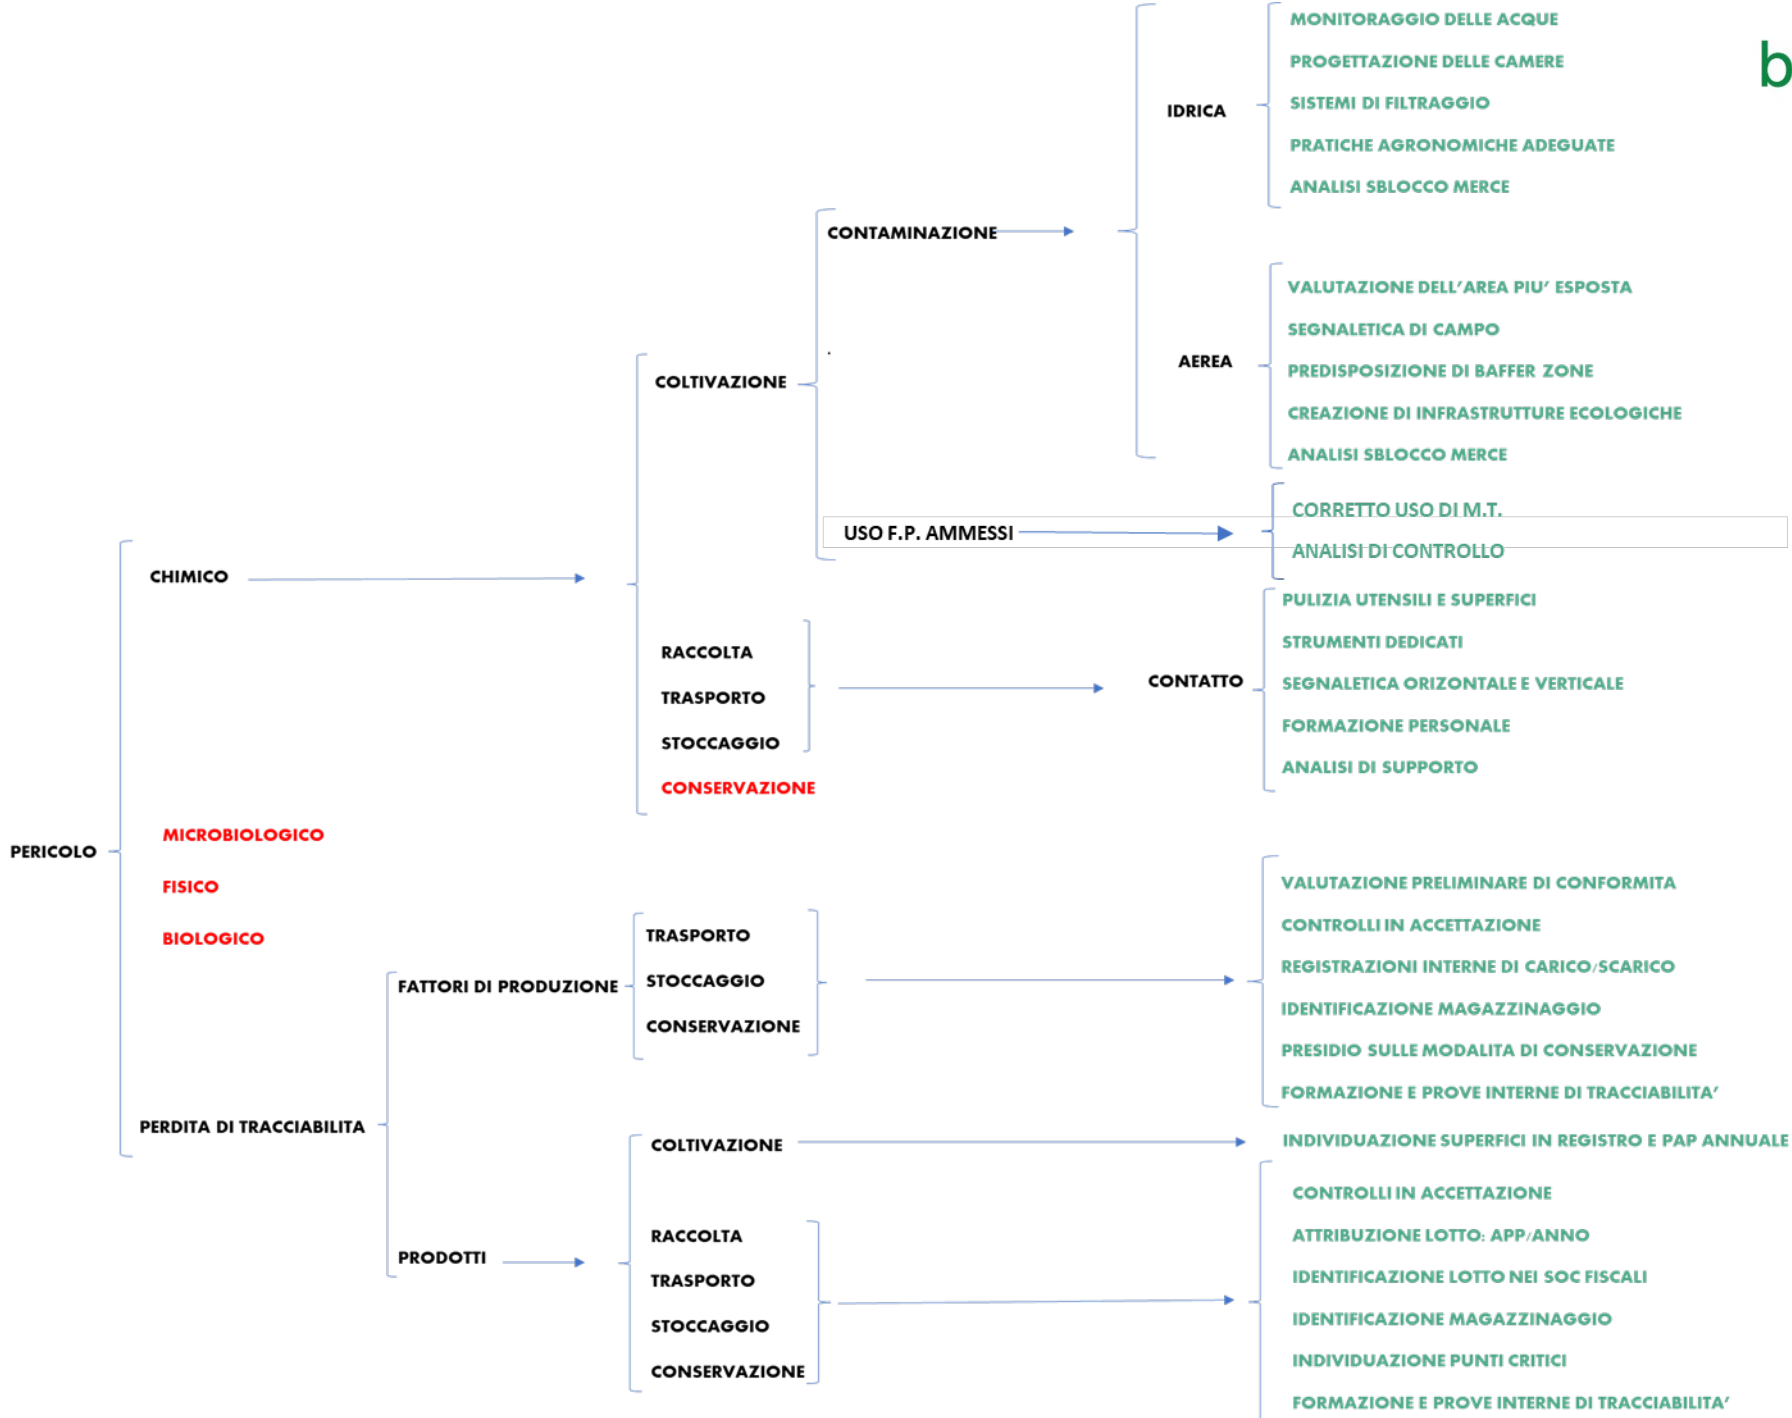 MONITORAGGIO DELLE ACQUE
b
PROGETTAZIONE DELLE CAMERE
IDRICA
SISTEMI DI FILTRAGGIO
PRATICHE AGRONOMICHE ADEGUATE
ANALISI SBLOCCO MERCE
CONTAMINAZIONE
VALUTAZIONE DELL'AREA PIU' ESPOSTA
SEGNALETICA DI CAMPO
AEREA
PREDISPOSIZIONE DI BAFFER ZONE
COLTIVAZIONE
CREAZIONE DI INFRASTRUTTURE ECOLOGICHE
ANALISI SBLOCCO MERCE
CORRETTO USO DI M.T.
USO F.P. AMMESSI
ANALISI DI CONTROLLO
CHIMICO
PULIZIA UTENSILI E SUPERFICI
STRUMENTI DEDICATI
RACCOLTA
CONTATTO
SEGNALETICA ORIZONTALE E VERTICALE
TRASPORTO
FORMAZIONE PERSONALE
STOCCAGGIO
ANALISI DI SUPPORTO
CONSERVAZIONE
MICROBIOLOGICO
PERICOLO
FISICO
BIOLOGICO
VALUTAZIONE PRELIMINARE DI CONFORMITA
CONTROLLI IN ACCETTAZIONE
TRASPORTO
REGISTRAZIONI INTERNE DI CARICO/SCARICO
FATTORI DI PRODUZIONE
STOCCAGGIO
IDENTIFICAZIONE MAGAZZINAGGIO
CONSERVAZIONE
PRESIDIO SULLE MODALITA DI CONSERVAZIONE
FORMAZIONE E PROVE INTERNE DI TRACCIABILITA'
PERDITA DI TRACCIABILITA
COLTIVAZIONE
INDIVIDUAZIONE SUPERFICI IN REGISTRO E PAP ANNUALE
CONTROLLI IN ACCETTAZIONE
RACCOLTA
ATTRIBUZIONE LOTTO: APP/ANNO
PRODOTTI
TRASPORTO
IDENTIFICAZIONE LOTTO NEI SOC FISCALI
STOCCAGGIO
IDENTIFICAZIONE MAGAZZINAGGIO
CONSERVAZIONE
INDIVIDUAZIONE PUNTI CRITICI
FORMAZIONE E PROVE INTERNE DI TRACCIABILITA'